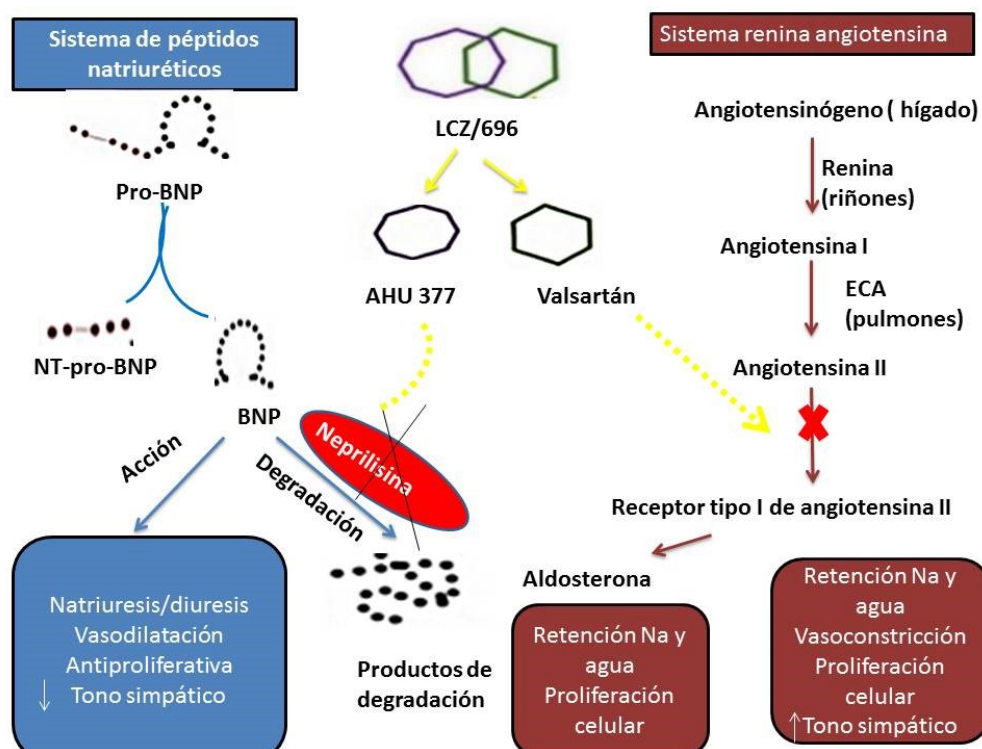 Sistema de péptidos
natriuréticos
Pro-BNP
NT-pro-BNP
BNP
Acción
Degradación
Neprilisina
Natriuresis/diuresis
Vasodilatación
Antiproliferativa
↓ Tono simpático
Productos de
degradación
LCZ/696
AHU 377
Valsartán
Sistema renina angiotensina
Angiotensinógeno ( hígado)
Renina
(riñones)
Angiotensina I
ECA
(pulmones)
Angiotensina II
Receptor tipo I de angiotensina II
Aldosterona
Retención Na y
agua
Proliferación
celular
Retención Na y
agua
Vasoconstricción
Proliferación
celular
↑ Tono simpático